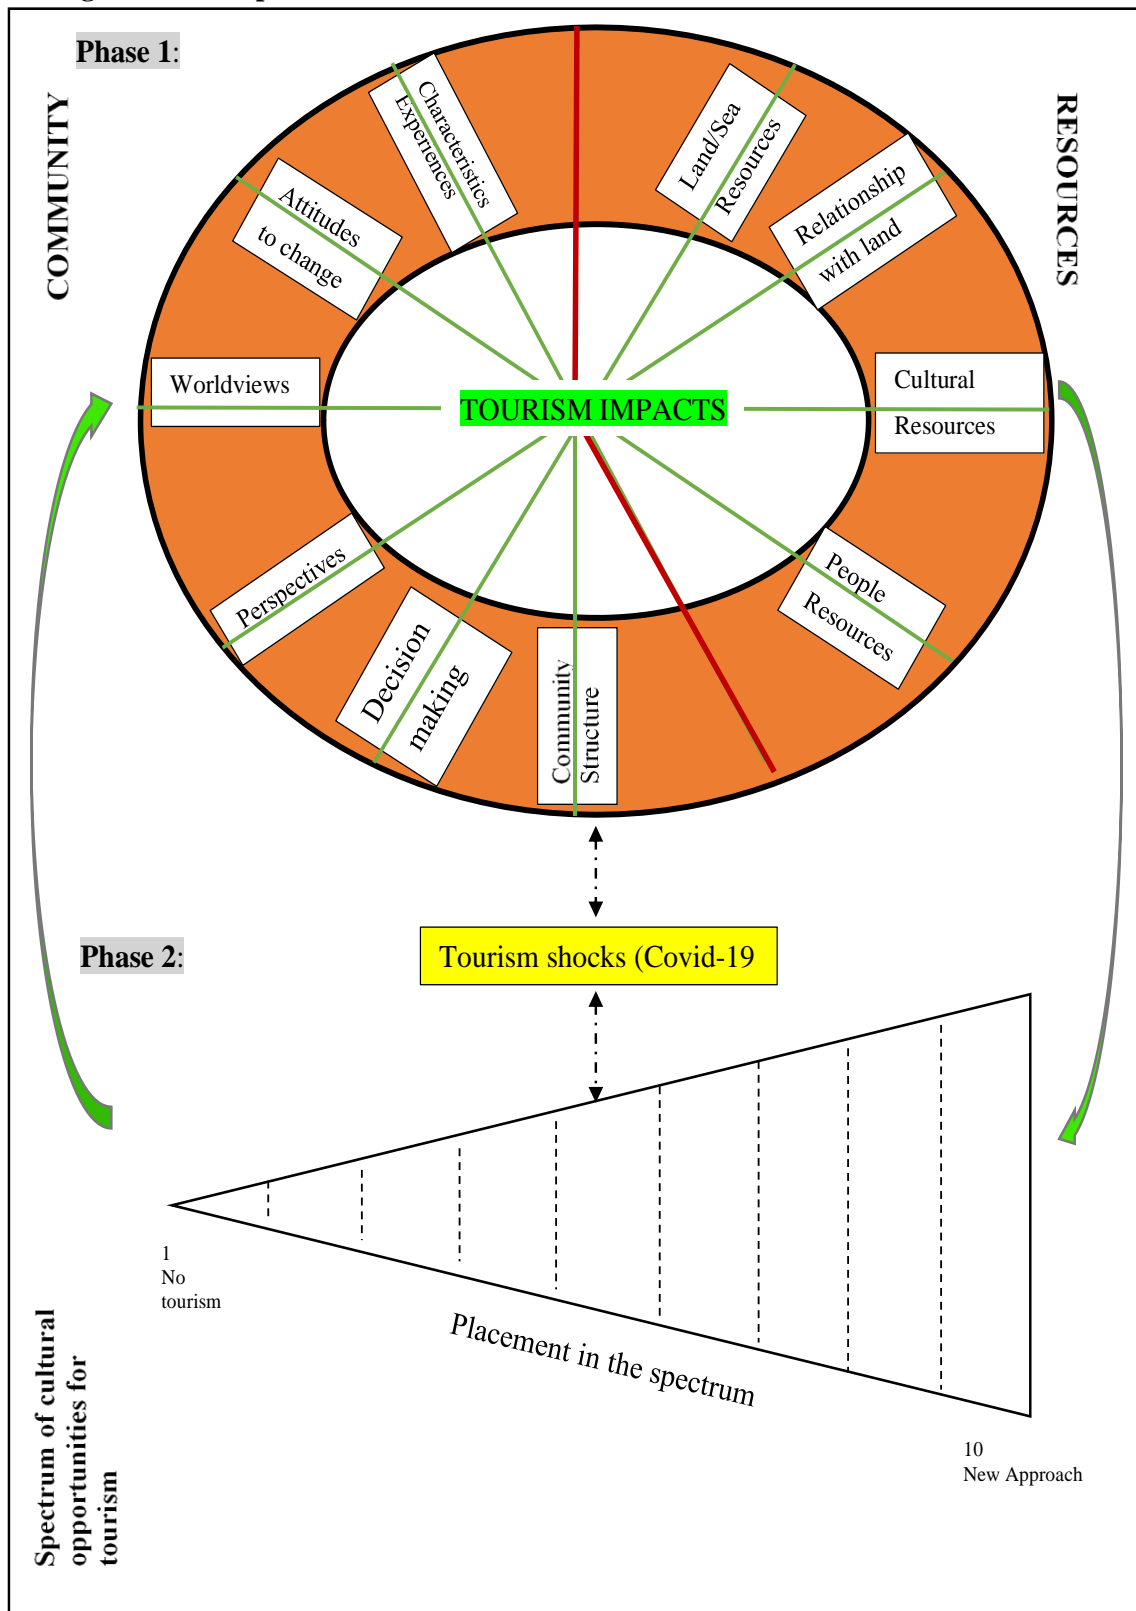 Phase 1:
COMMUNITY
RESOURCES
Characteristics
Experiences
Land/Sea
Resources
Attitudes
to change
Relationship
with land
Worldviews
TOURISM IMPACTS
Cultural
Resources
Perspectives
People
Resources
Decision
making
Community
Structure
Phase 2:
Tourism shocks (Covid-19
1
No
tourism
Placement in the spectrum
10
New Approach
Spectrum of cultural
opportunities for
tourism